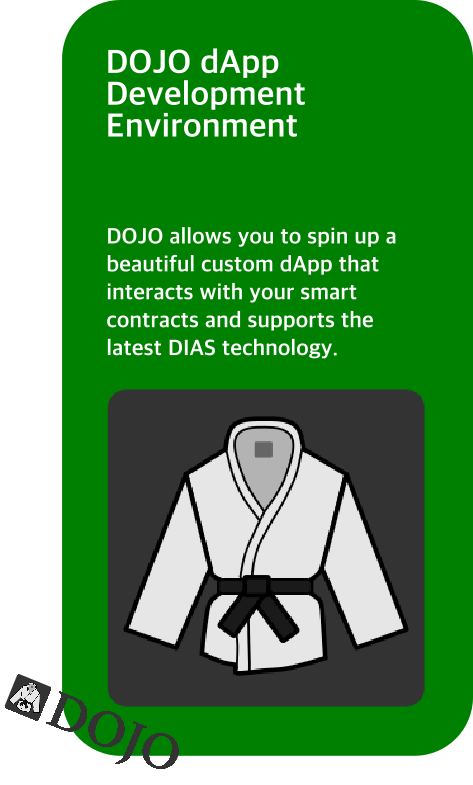 DOJO dApp
Development
Environment
DOJO allows you to spin up a
beautiful custom dApp that
interacts with your smart
contracts and supports the
latest DIAS technology.
DOJO